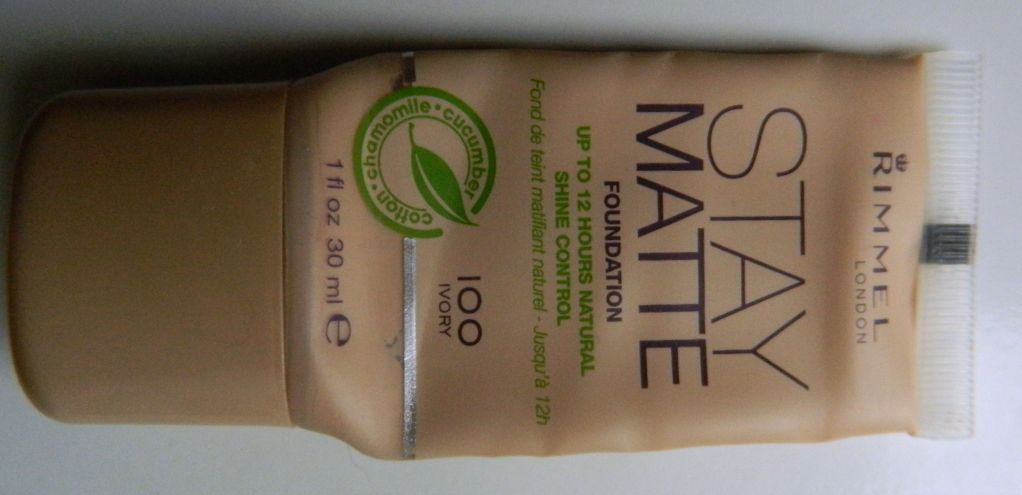 RIMMEL
LONDON
STAY
MATTE
FOUNDATION
UP TO 12 HOURS NATURAL
SHINE CONTROL
Fond de teint matifiant naturel - Jusqu'à 12h
100
IVORY
cotton • chamomile • cucumber
1 fl oz 30 ml e